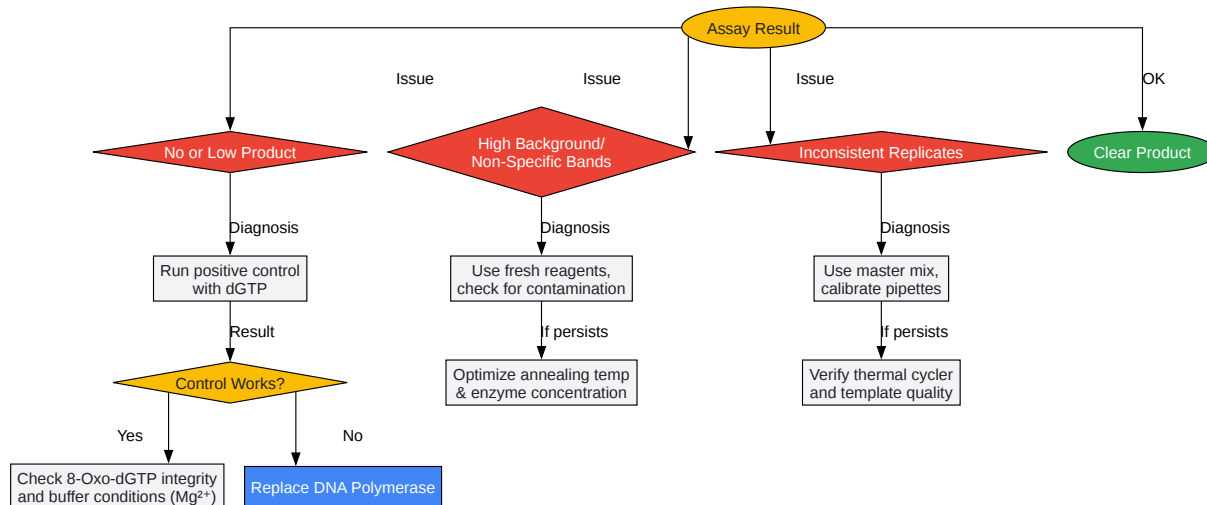 Assay Result
Issue
Issue
Issue
OK
No or Low Product
High Background/
Non-Specific Bands
Inconsistent Replicates
Clear Product
Diagnosis
Diagnosis
Diagnosis
Run positive control
with dGTP
Use fresh reagents,
check for contamination
Use master mix,
calibrate pipettes
Result
If persists
If persists
Control Works?
Optimize annealing temp
& enzyme concentration
Verify thermal cycler
and template quality
Yes
No
Check 8-Oxo-dGTP integrity
and buffer conditions (Mg²⁺)
Replace DNA Polymerase